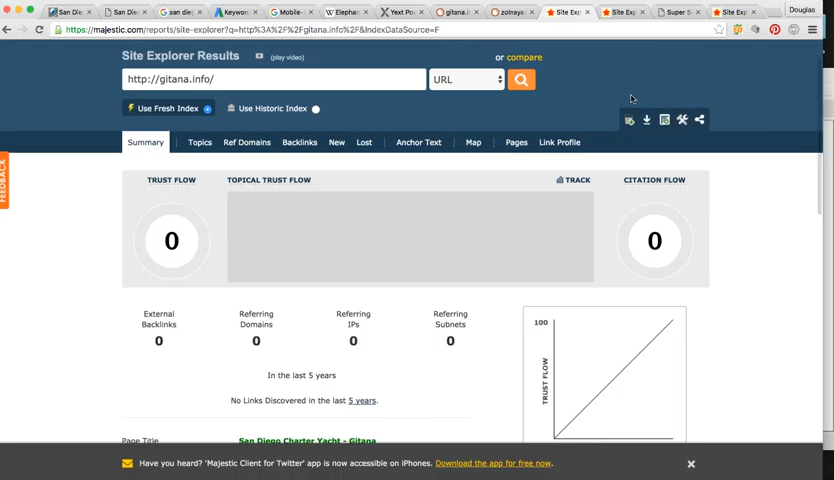 San Die
San Die
san dieg
Keywor
Mobile-
Elephan
Yext Po
gitana.i
zolnaye
Site Exp
Site Exp
Super S
Site Exp
Douglas
https://majestic.com/reports/site-explorer?q=http%3A%2F%2Fgitana.info/&IndexDataSource=F
Site Explorer Results
(play video)
or compare
http://gitana.info/
URL
Use Fresh Index
Use Historic Index
Summary
Topics
Ref Domains
Backlinks
New
Lost
Anchor Text
Map
Pages
Link Profile
FEEDBACK
TRUST FLOW
TOPICAL TRUST FLOW
TRACK
CITATION FLOW
0
0
External Backlinks
0
Referring Domains
0
Referring IPs
0
Referring Subnets
0
In the last 5 years
No Links Discovered in the last 5 years.
100
TRUST FLOW
Page Title
San Diego Charter Yacht - Gitana
Have you heard? 'Majestic Client for Twitter' app is now accessible on iPhones. Download the app for free now.